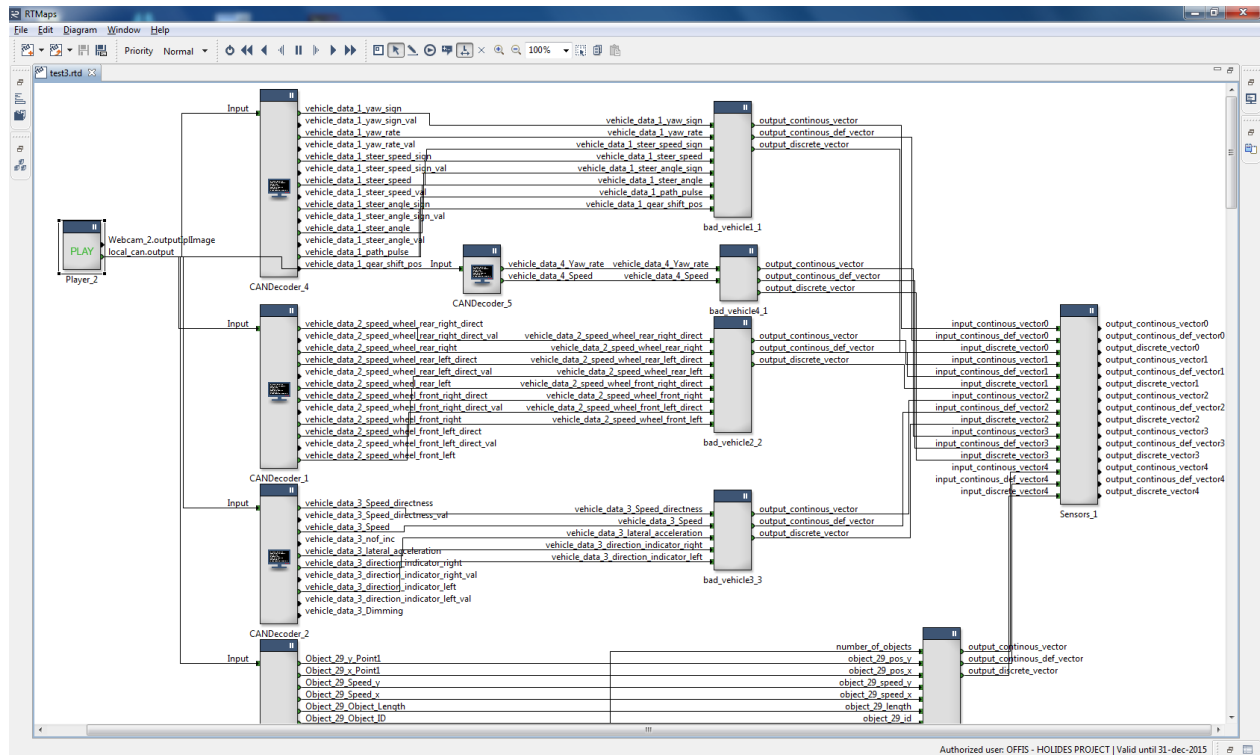 RTMaps
File Edit Diagram Window Help
Priority Normal 100%
test3.rtd
Input
vehicle_data_1_yaw_sign
vehicle_data_1_yaw_sign_val
vehicle_data_1_yaw_rate
vehicle_data_1_yaw_rate_val
vehicle_data_1_steer_speed_sign
vehicle_data_1_steer_speed_sign_val
vehicle_data_1_steer_speed
vehicle_data_1_steer_speed_val
vehicle_data_1_steer_angle_sign
vehicle_data_1_steer_angle_sign_val
vehicle_data_1_steer_angle
vehicle_data_1_steer_angle_val
vehicle_data_1_path_pulse
vehicle_data_1_gear_shift_pos
CANDecoder_4
vehicle_data_1_yaw_sign
vehicle_data_1_yaw_rate
vehicle_data_1_steer_speed_sign
vehicle_data_1_steer_speed
vehicle_data_1_steer_angle_sign
vehicle_data_1_steer_angle
vehicle_data_1_path_pulse
vehicle_data_1_gear_shift_pos
output_continous_vector
output_continous_def_vector
output_discrete_vector
bad_vehicle1_1
PLAY
Webcam_2.outputplImage
local_can.output
Player_2
Input
vehicle_data_4_Yaw_rate
vehicle_data_4_Speed
CANDecoder_5
vehicle_data_4_Yaw_rate
vehicle_data_4_Speed
output_continous_vector
output_continous_def_vector
output_discrete_vector
bad_vehicle4_1
Input
vehicle_data_2_speed_wheel_rear_right_direct
vehicle_data_2_speed_wheel_rear_right_direct_val
vehicle_data_2_speed_wheel_rear_right
vehicle_data_2_speed_wheel_rear_left_direct
vehicle_data_2_speed_wheel_rear_left_direct_val
vehicle_data_2_speed_wheel_rear_left
vehicle_data_2_speed_wheel_front_right_direct
vehicle_data_2_speed_wheel_front_right_direct_val
vehicle_data_2_speed_wheel_front_right
vehicle_data_2_speed_wheel_front_left_direct
vehicle_data_2_speed_wheel_front_left_direct_val
vehicle_data_2_speed_wheel_front_left
CANDecoder_1
vehicle_data_2_speed_wheel_rear_right_direct
vehicle_data_2_speed_wheel_rear_right
vehicle_data_2_speed_wheel_rear_left_direct
vehicle_data_2_speed_wheel_rear_left
vehicle_data_2_speed_wheel_front_right_direct
vehicle_data_2_speed_wheel_front_right
vehicle_data_2_speed_wheel_front_left_direct
vehicle_data_2_speed_wheel_front_left
output_continous_vector
output_continous_def_vector
output_discrete_vector
bad_vehicle2_2
input_continous_vector0
input_continous_def_vector0
input_discrete_vector0
input_continous_vector1
input_continous_def_vector1
input_discrete_vector1
input_continous_vector2
input_continous_def_vector2
input_discrete_vector2
input_continous_vector3
input_continous_def_vector3
input_discrete_vector3
input_continous_vector4
input_continous_def_vector4
input_discrete_vector4
output_continous_vector0
output_continous_def_vector0
output_discrete_vector0
output_continous_vector1
output_continous_def_vector1
output_discrete_vector1
output_continous_vector2
output_continous_def_vector2
output_discrete_vector2
output_continous_vector3
output_continous_def_vector3
output_discrete_vector3
output_continous_vector4
output_continous_def_vector4
output_discrete_vector4
Sensors_1
Input
vehicle_data_3_Speed_directness
vehicle_data_3_Speed_directness_val
vehicle_data_3_Speed
vehicle_data_3_nof_inc
vehicle_data_3_lateral_acceleration
vehicle_data_3_direction_indicator_right
vehicle_data_3_direction_indicator_right_val
vehicle_data_3_direction_indicator_left
vehicle_data_3_direction_indicator_left_val
vehicle_data_3_Dimming
CANDecoder_2
vehicle_data_3_Speed_directness
vehicle_data_3_Speed
vehicle_data_3_lateral_acceleration
vehicle_data_3_direction_indicator_right
vehicle_data_3_direction_indicator_left
output_continous_vector
output_continous_def_vector
output_discrete_vector
bad_vehicle3_3
Input
Object_29_y_Point1
Object_29_x_Point1
Object_29_Speed_y
Object_29_Speed_x
Object_29_Object_Length
Object_29_Object_ID
number_of_objects
object_29_pos_y
object_29_pos_x
object_29_speed_y
object_29_speed_x
object_29_length
object_29_id
output_continous_vector
output_continous_def_vector
output_discrete_vector
Authorized user: OFFIS - HOLIDES PROJECT | Valid until 31-dec-2015